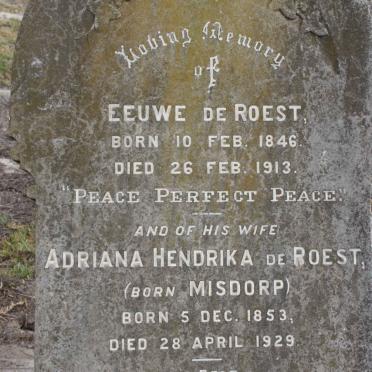 Loving Memory
of
EEUWE DE ROEST,
BORN 10 FEB. 1846.
DIED 26 FEB. 1913.
"PEACE PERFECT PEACE."
AND OF HIS WIFE
ADRIANA HENDRIKA DE ROEST,
(BORN MISDORP)
BORN 5 DEC. 1853,
DIED 28 APRIL 1929.